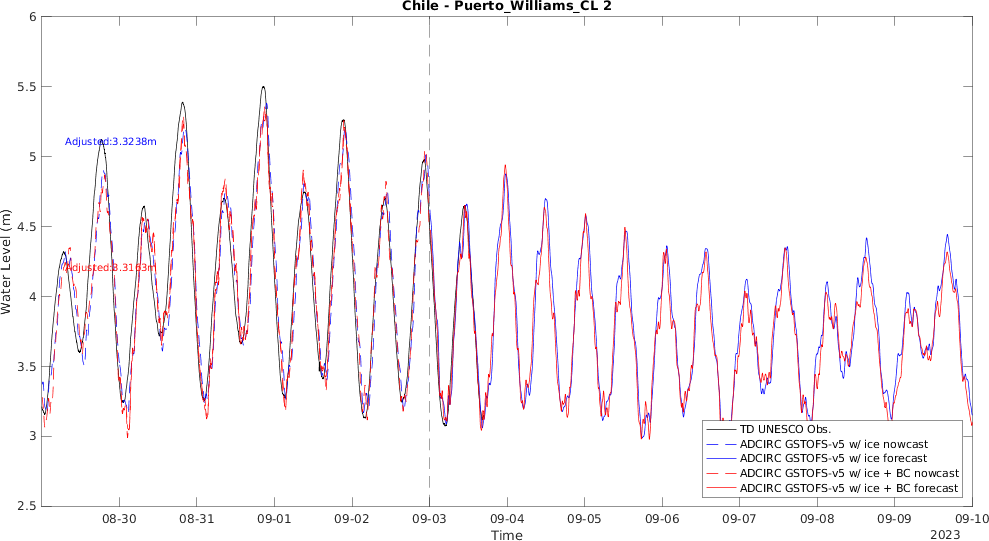 Chile - Puerto_Williams_CL 2
6
5.5
5
4.5
4
3.5
3
2.5
Water Level (m)
Adjusted:3.3238m
Adjusted:3.3163m
TD UNESCO Obs.
ADCIRC GSTOFS-v5 w/ ice nowcast
ADCIRC GSTOFS-v5 w/ ice forecast
ADCIRC GSTOFS-v5 w/ ice + BC nowcast
ADCIRC GSTOFS-v5 w/ ice + BC forecast
08-30 08-31 09-01 09-02 09-03 09-04 09-05 09-06 09-07 09-08 09-09 09-10
Time
2023